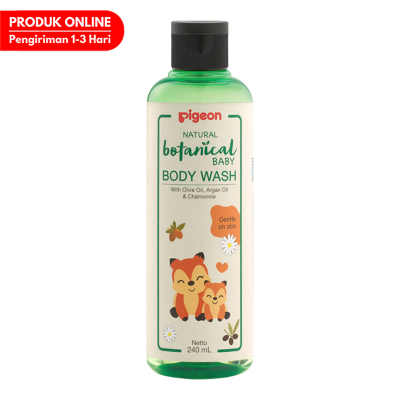 PRODUK ONLINE
Pengiriman 1-3 Hari
pigeon
NATURAL
botanical
BABY
BODY WASH
With Olive Oil, Argan Oil
& Chamomile
Gentle
on skin
Netto
240 mL